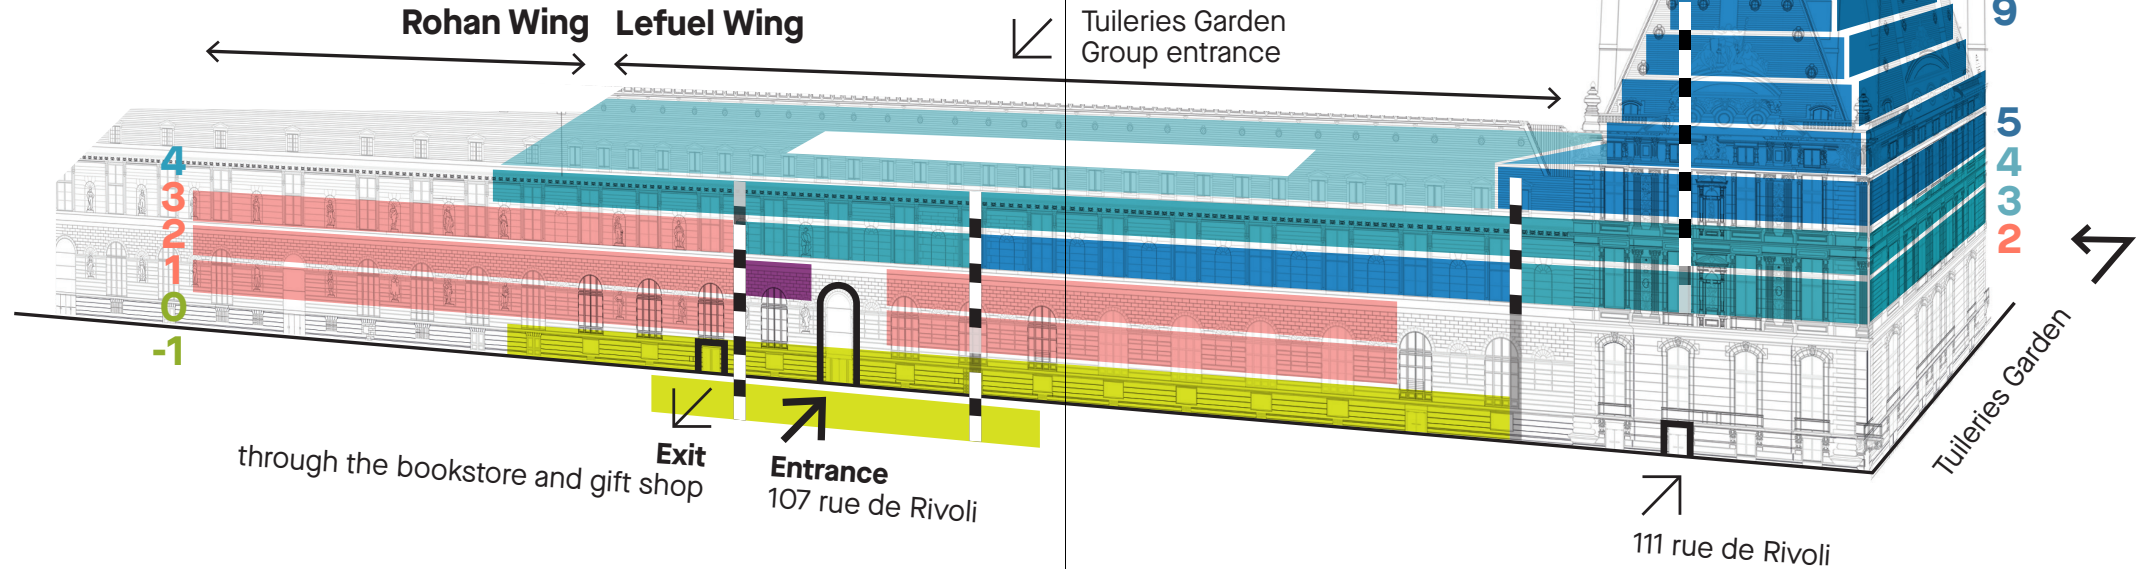 Rohan Wing
Lefuel Wing
Tuileries Garden
Group entrance
9
4
3
2
1
0
-1
5
4
3
2
Tuileries Garden
Exit
through the bookstore and gift shop
Entrance
107 rue de Rivoli
111 rue de Rivoli